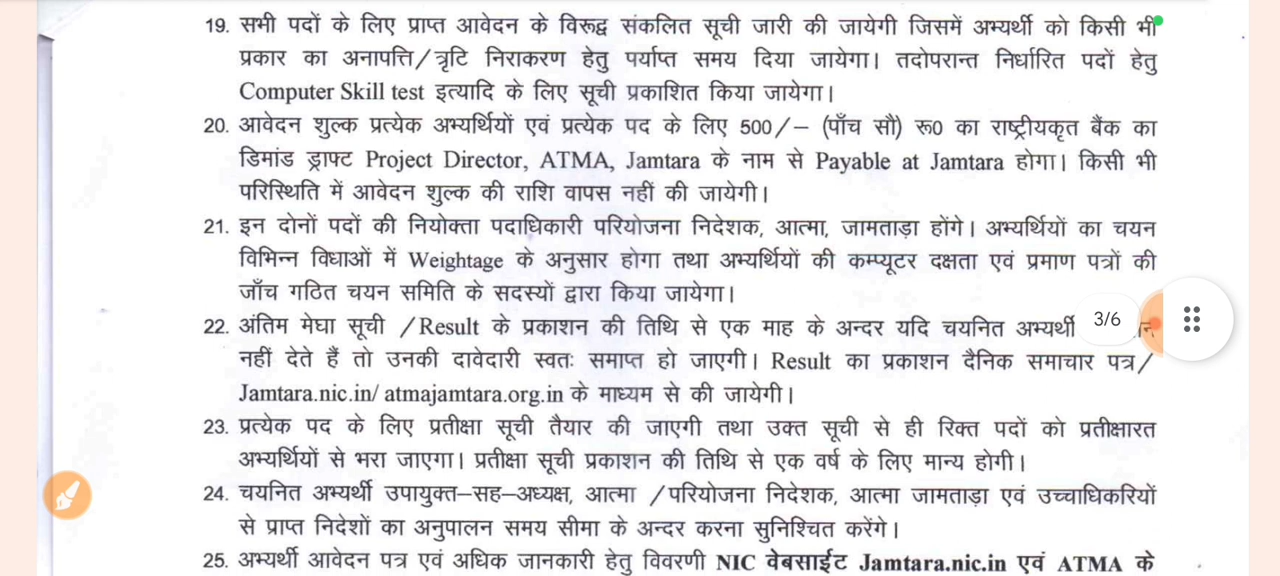 19. सभी पदों के लिए प्राप्त आवेदन के विरूद्व संकलित सूची जारी की जायेगी जिसमें अभ्यर्थी को किसी भी
प्रकार का अनापत्ति/त्रृटि निराकरण हेतु पर्याप्त समय दिया जायेगा। तदोपरान्त निर्धारित पदों हेतु
Computer Skill test इत्यादि के लिए सूची प्रकाशित किया जायेगा।
20. आवेदन शुल्क प्रत्येक अभ्यर्थियों एवं प्रत्येक पद के लिए 500/– (पाँच सौ) रू0 का राष्ट्रीयकृत बैंक का
डिमांड ड्राफ्ट Project Director, ATMA, Jamtara के नाम से Payable at Jamtara होगा। किसी भी
परिस्थिति में आवेदन शुल्क की राशि वापस नहीं की जायेगी।
21. इन दोनों पदों की नियोक्ता पदाधिकारी परियोजना निदेशक, आत्मा, जामताड़ा होंगे। अभ्यर्थियों का चयन
विभिन्न विधाओं में Weightage के अनुसार होगा तथा अभ्यर्थियों की कम्प्यूटर दक्षता एवं प्रमाण पत्रों की
जाँच गठित चयन समिति के सदस्यों द्वारा किया जायेगा।
22. अंतिम मेघा सूची /Result के प्रकाशन की तिथि से एक माह के अन्दर यदि चयनित अभ्यर्थी
3/6
नहीं देते हैं तो उनकी दावेदारी स्वतः समाप्त हो जाएगी। Result का प्रकाशन दैनिक समाचार पत्र/
Jamtara.nic.in/ atmajamtara.org.in के माध्यम से की जायेगी।
23. प्रत्येक पद के लिए प्रतीक्षा सूची तैयार की जाएगी तथा उक्त सूची से ही रिक्त पदों को प्रतीक्षारत
अभ्यर्थियों से भरा जाएगा। प्रतीक्षा सूची प्रकाशन की तिथि से एक वर्ष के लिए मान्य होगी।
24. चयनित अभ्यर्थी उपायुक्त–सह–अध्यक्ष, आत्मा /परियोजना निदेशक, आत्मा जामताड़ा एवं उच्चाधिकरियों
से प्राप्त निदेशों का अनुपालन समय सीमा के अन्दर करना सुनिश्चित करेंगे।
25. अभ्यर्थी आवेदन पत्र एवं अधिक जानकारी हेतु विवरणी NIC वेबसाईट Jamtara.nic.in एवं ATMA के